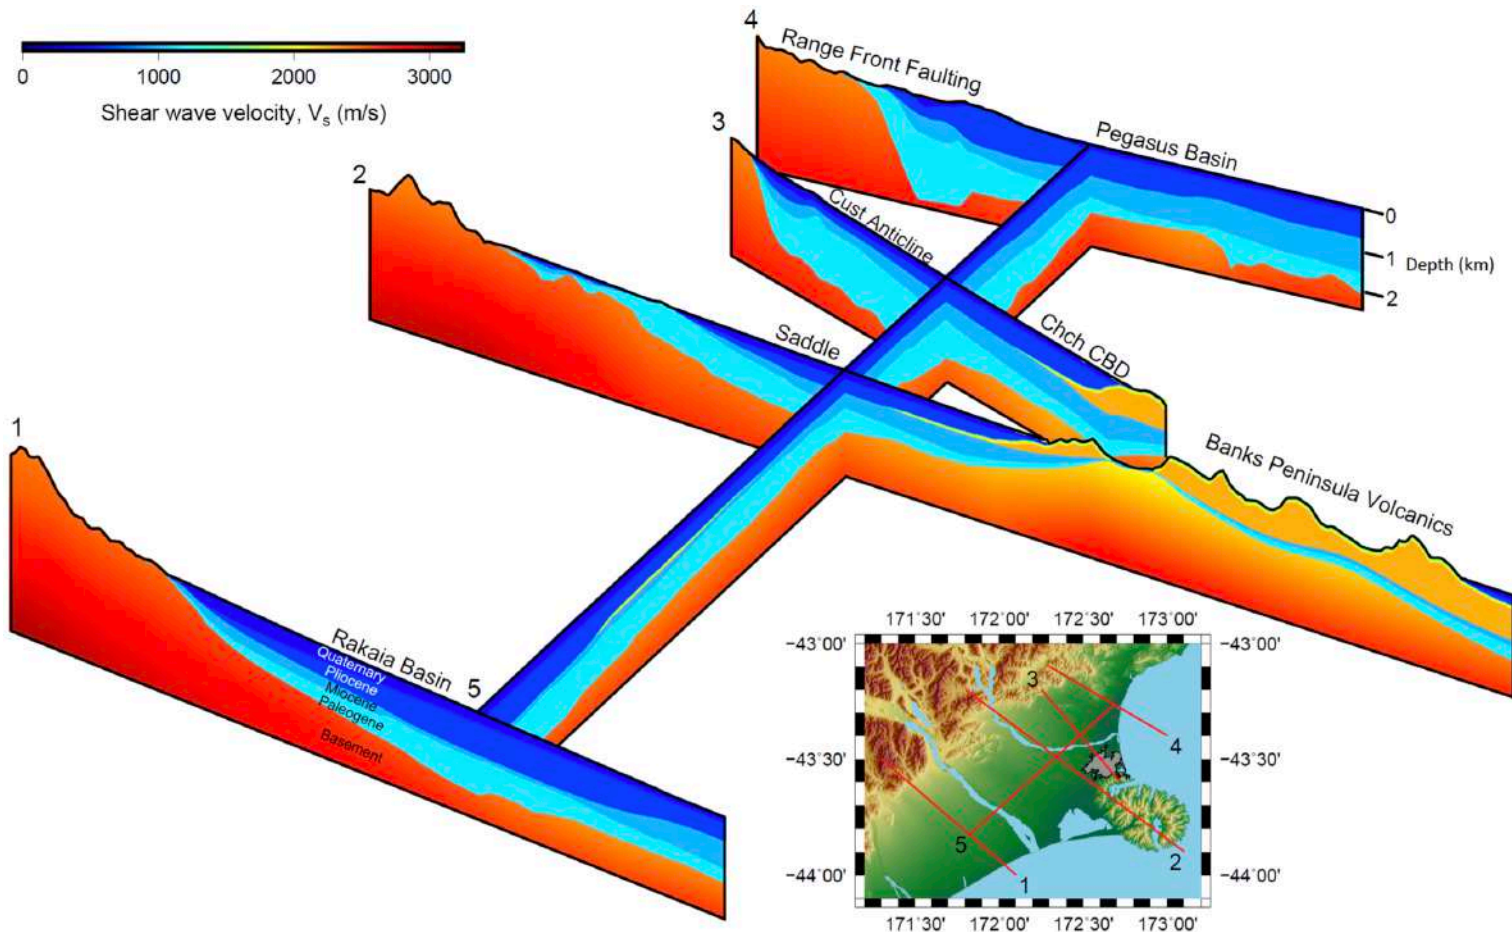 0 1000 2000 3000
Shear wave velocity, Vs (m/s)
4
Range Front Faulting
Pegasus Basin
3
Cust Anticline
2
0
1 Depth (km)
2
Saddle
Chch CBD
Banks Peninsula Volcanics
1
Rakaia Basin
5
Quaternary
Pliocene
Miocene
Paleogene
Basement
171°30' 172°00' 172°30' 173°00'
−43°00' −43°00'
3
4
−43°30' −43°30'
5
2
1
−44°00' −44°00'
171°30' 172°00' 172°30' 173°00'